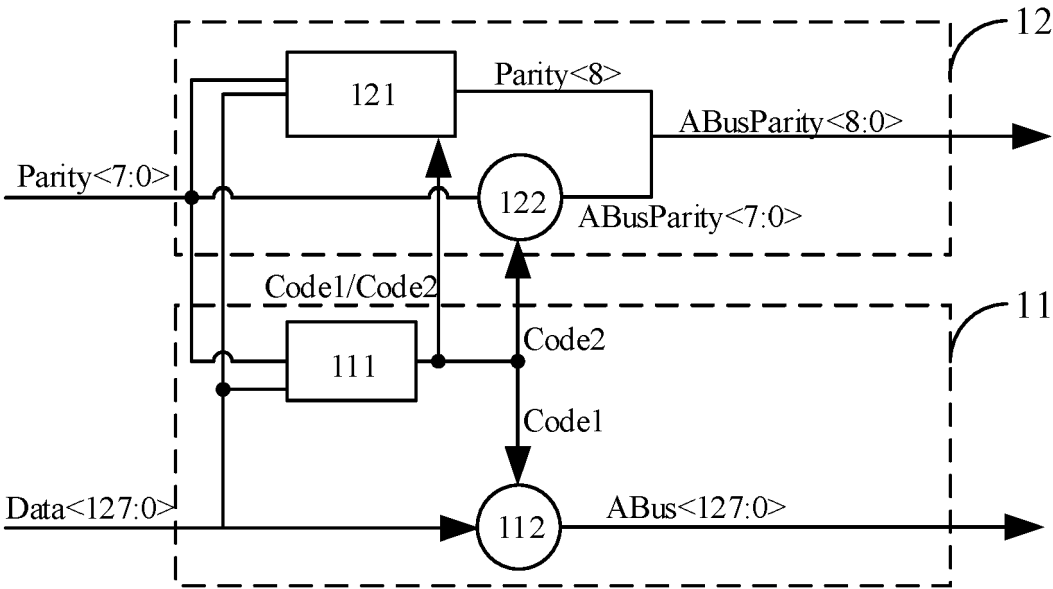 12
121
Parity<8>
ABusParity<8:0>
Parity<7:0>
122
ABusParity<7:0>
Code1/Code2
11
111
Code2
Code1
Data<127:0>
112
ABus<127:0>